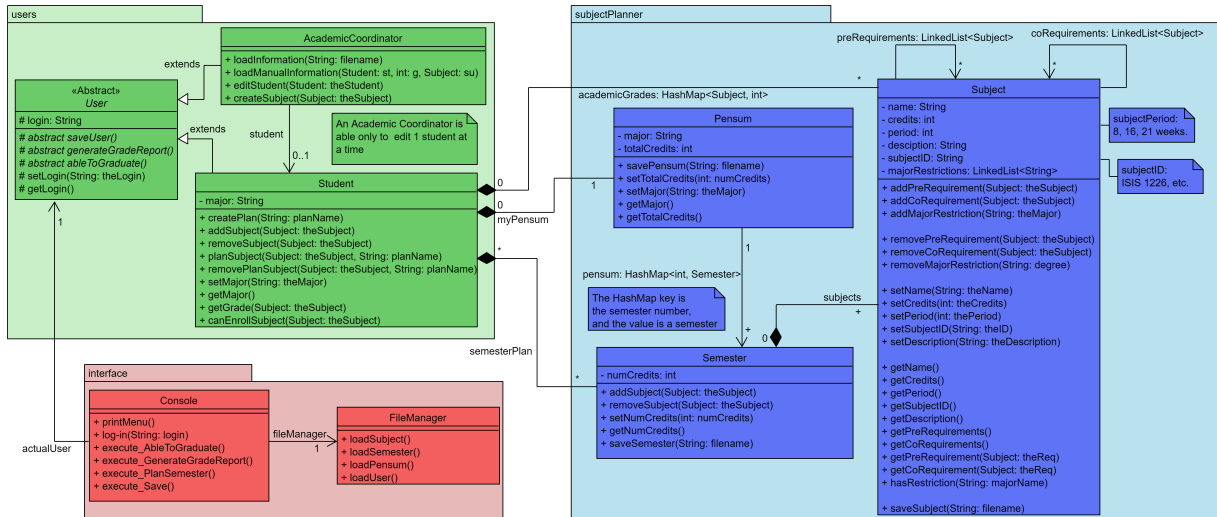 users
AcademicCoordinator
+ loadInformation(String: filename)
+ loadManualInformation(Student: st, int: g, Subject: su)
+ editStudent(Student: theStudent)
+ createSubject(Subject: theSubject)
extends
«Abstract»
User
# login: String
# abstract saveUser()
# abstract generateGradeReport()
# abstract ableToGraduate()
# setLogin(String: theLogin)
# getLogin()
extends
student
0..1
An Academic Coordinator is
able only to edit 1 student at
a time
Student
- major: String
+ createPlan(String: planName)
+ addSubject(Subject: theSubject)
+ removeSubject(Subject: theSubject)
+ planSubject(Subject: theSubject, String: planName)
+ removePlanSubject(Subject: theSubject, String: planName)
+ setMajor(String: theMajor)
+ getMajor()
+ getGrade(Subject: theSubject)
+ canEnrollSubject(Subject: theSubject)
0
0
myPensum
*
semesterPlan
*
1
actualUser
interface
Console
+ printMenu()
+ log-in(String: login)
+ execute_AbleToGraduate()
+ execute_GenerateGradeReport()
+ execute_PlanSemester()
+ execute_Save()
fileManager
1
FileManager
+ loadSubject()
+ loadSemester()
+ loadPensum()
+ loadUser()
subjectPlanner
preRequirements: LinkedList<Subject>
*
coRequirements: LinkedList<Subject>
*
*
academicGrades: HashMap<Subject, int>
Pensum
- major: String
- totalCredits: int
+ savePensum(String: filename)
+ setTotalCredits(int: numCredits)
+ setMajor(String: theMajor)
+ getMajor()
+ getTotalCredits()
1
1
pensum: HashMap<int, Semester>
The HashMap key is
the semester number,
and the value is a semester
+
subjects
+
0
Semester
- numCredits: int
+ addSubject(Subject: theSubject)
+ removeSubject(Subject: theSubject)
+ setNumCredits(int: numCredits)
+ getNumCredits()
+ saveSemester(String: filename)
Subject
- name: String
- credits: int
- period: int
- desciption: String
- subjectID: String
- majorRestrictions: LinkedList<String>
+ addPreRequirement(Subject: theSubject)
+ addCoRequirement(Subject: theSubject)
+ addMajorRestriction(String: theMajor)
+ removePreRequirement(Subject: theSubject)
+ removeCoRequirement(Subject: theSubject)
+ removeMajorRestriction(String: degree)
+ setName(String: theName)
+ setCredits(int: theCredits)
+ setPeriod(int: thePeriod)
+ setSubjectID(String: theID)
+ setDescription(String: theDescription)
+ getName()
+ getCredits()
+ getPeriod()
+ getSubjectID()
+ getDescription()
+ getPreRequirements()
+ getCoRequirements()
+ getPreRequirement(Subject: theReq)
+ getCoRequirement(Subject: theReq)
+ hasRestriction(String: majorName)
+ saveSubject(String: filename)
subjectPeriod:
8, 16, 21 weeks.
subjectID:
ISIS 1226, etc.